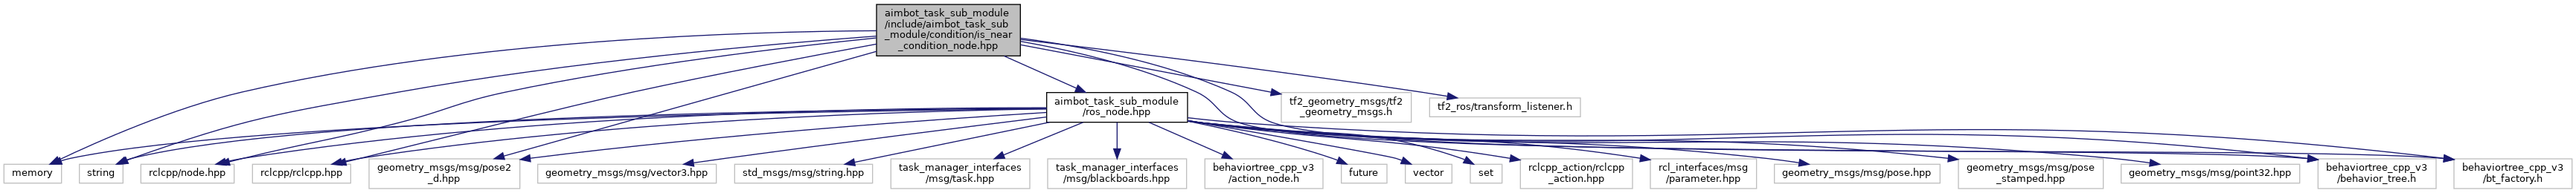 aimbot_task_sub_module
/include/aimbot_task_sub
_module/condition/is_near
_condition_node.hpp
aimbot_task_sub_module
/ros_node.hpp
tf2_geometry_msgs/tf2
_geometry_msgs.h
tf2_ros/transform_listener.h
memory
string
rclcpp/node.hpp
rclcpp/rclcpp.hpp
geometry_msgs/msg/pose2
_d.hpp
geometry_msgs/msg/vector3.hpp
std_msgs/msg/string.hpp
task_manager_interfaces
/msg/task.hpp
task_manager_interfaces
/msg/blackboards.hpp
behaviortree_cpp_v3
/action_node.h
future
vector
set
rclcpp_action/rclcpp
_action.hpp
rcl_interfaces/msg
/parameter.hpp
geometry_msgs/msg/pose.hpp
geometry_msgs/msg/pose
_stamped.hpp
geometry_msgs/msg/point32.hpp
behaviortree_cpp_v3
/behavior_tree.h
behaviortree_cpp_v3
/bt_factory.h